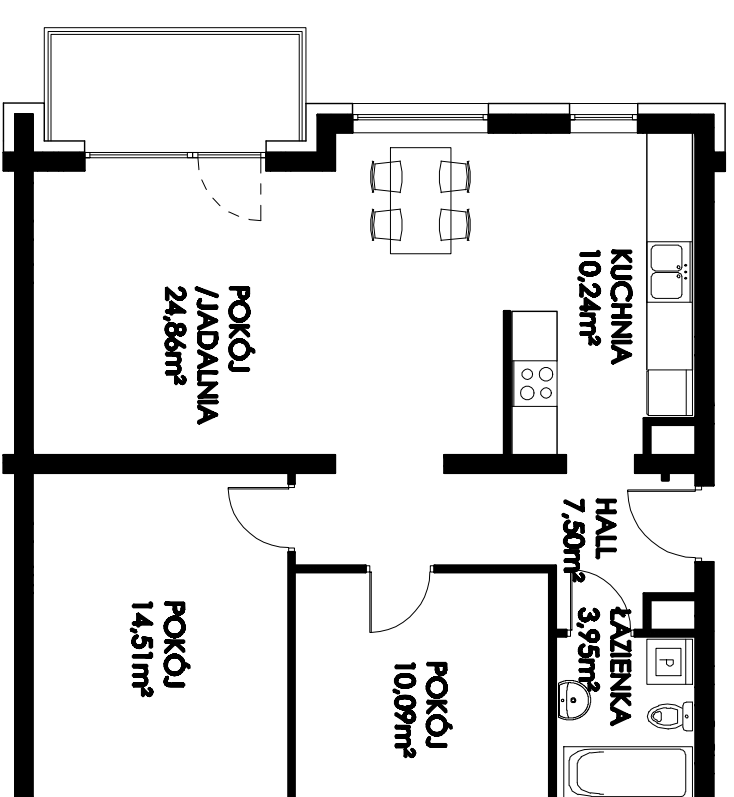 POKÓJ
/JADALNIA
24,86m²
KUCHNIA
10,24m²
HALL
7,50m²
ŁAZIENKA
3,95m²
POKÓJ
14,51m²
POKÓJ
10,09m²
P